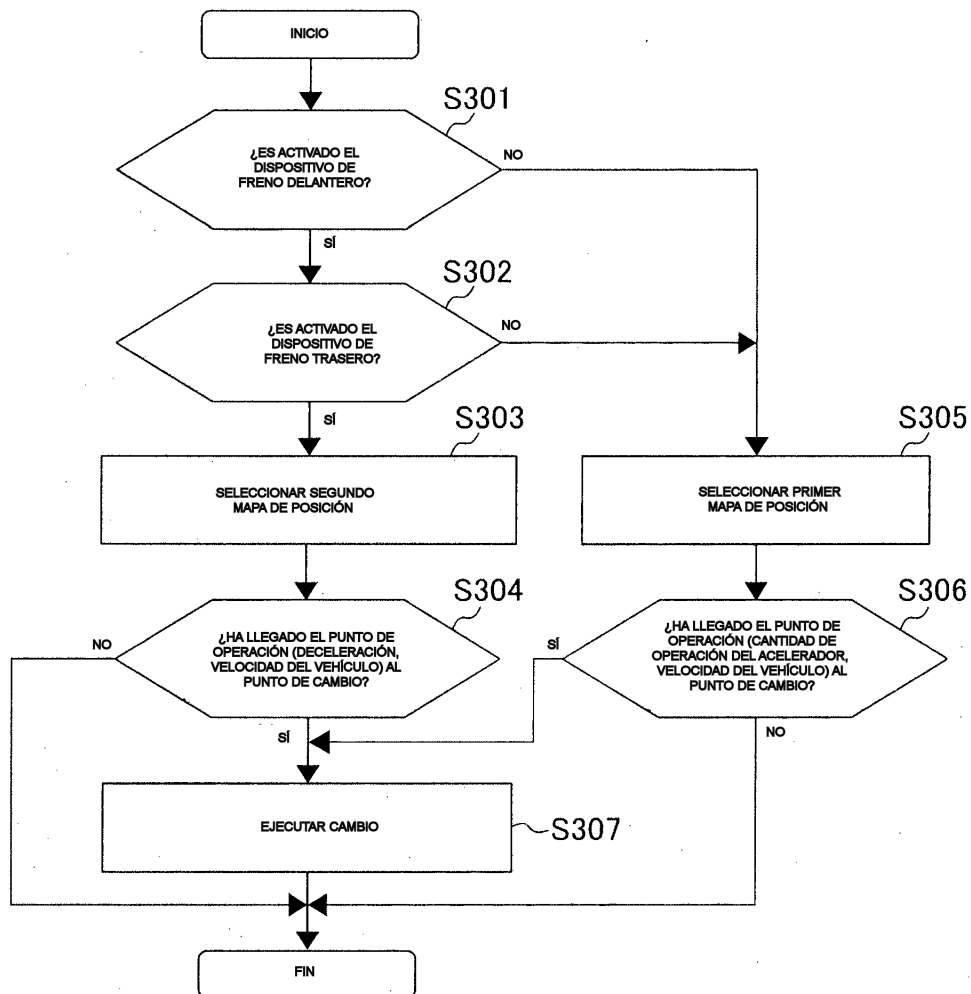 INICIO
S301
¿ES ACTIVADO EL
DISPOSITIVO DE
FRENO DELANTERO?
NO
SÍ
S302
¿ES ACTIVADO EL
DISPOSITIVO DE
FRENO TRASERO?
NO
SÍ
S303
SELECCIONAR SEGUNDO
MAPA DE POSICIÓN
S305
SELECCIONAR PRIMER
MAPA DE POSICIÓN
S304
NO
¿HA LLEGADO EL PUNTO DE
OPERACIÓN (DECELERACIÓN,
VELOCIDAD DEL VEHÍCULO) AL
PUNTO DE CAMBIO?
SÍ
S306
SÍ
¿HA LLEGADO EL PUNTO DE
OPERACIÓN (CANTIDAD DE
OPERACIÓN DEL ACELERADOR,
VELOCIDAD DEL VEHÍCULO) AL
PUNTO DE CAMBIO?
NO
EJECUTAR CAMBIO
S307
FIN